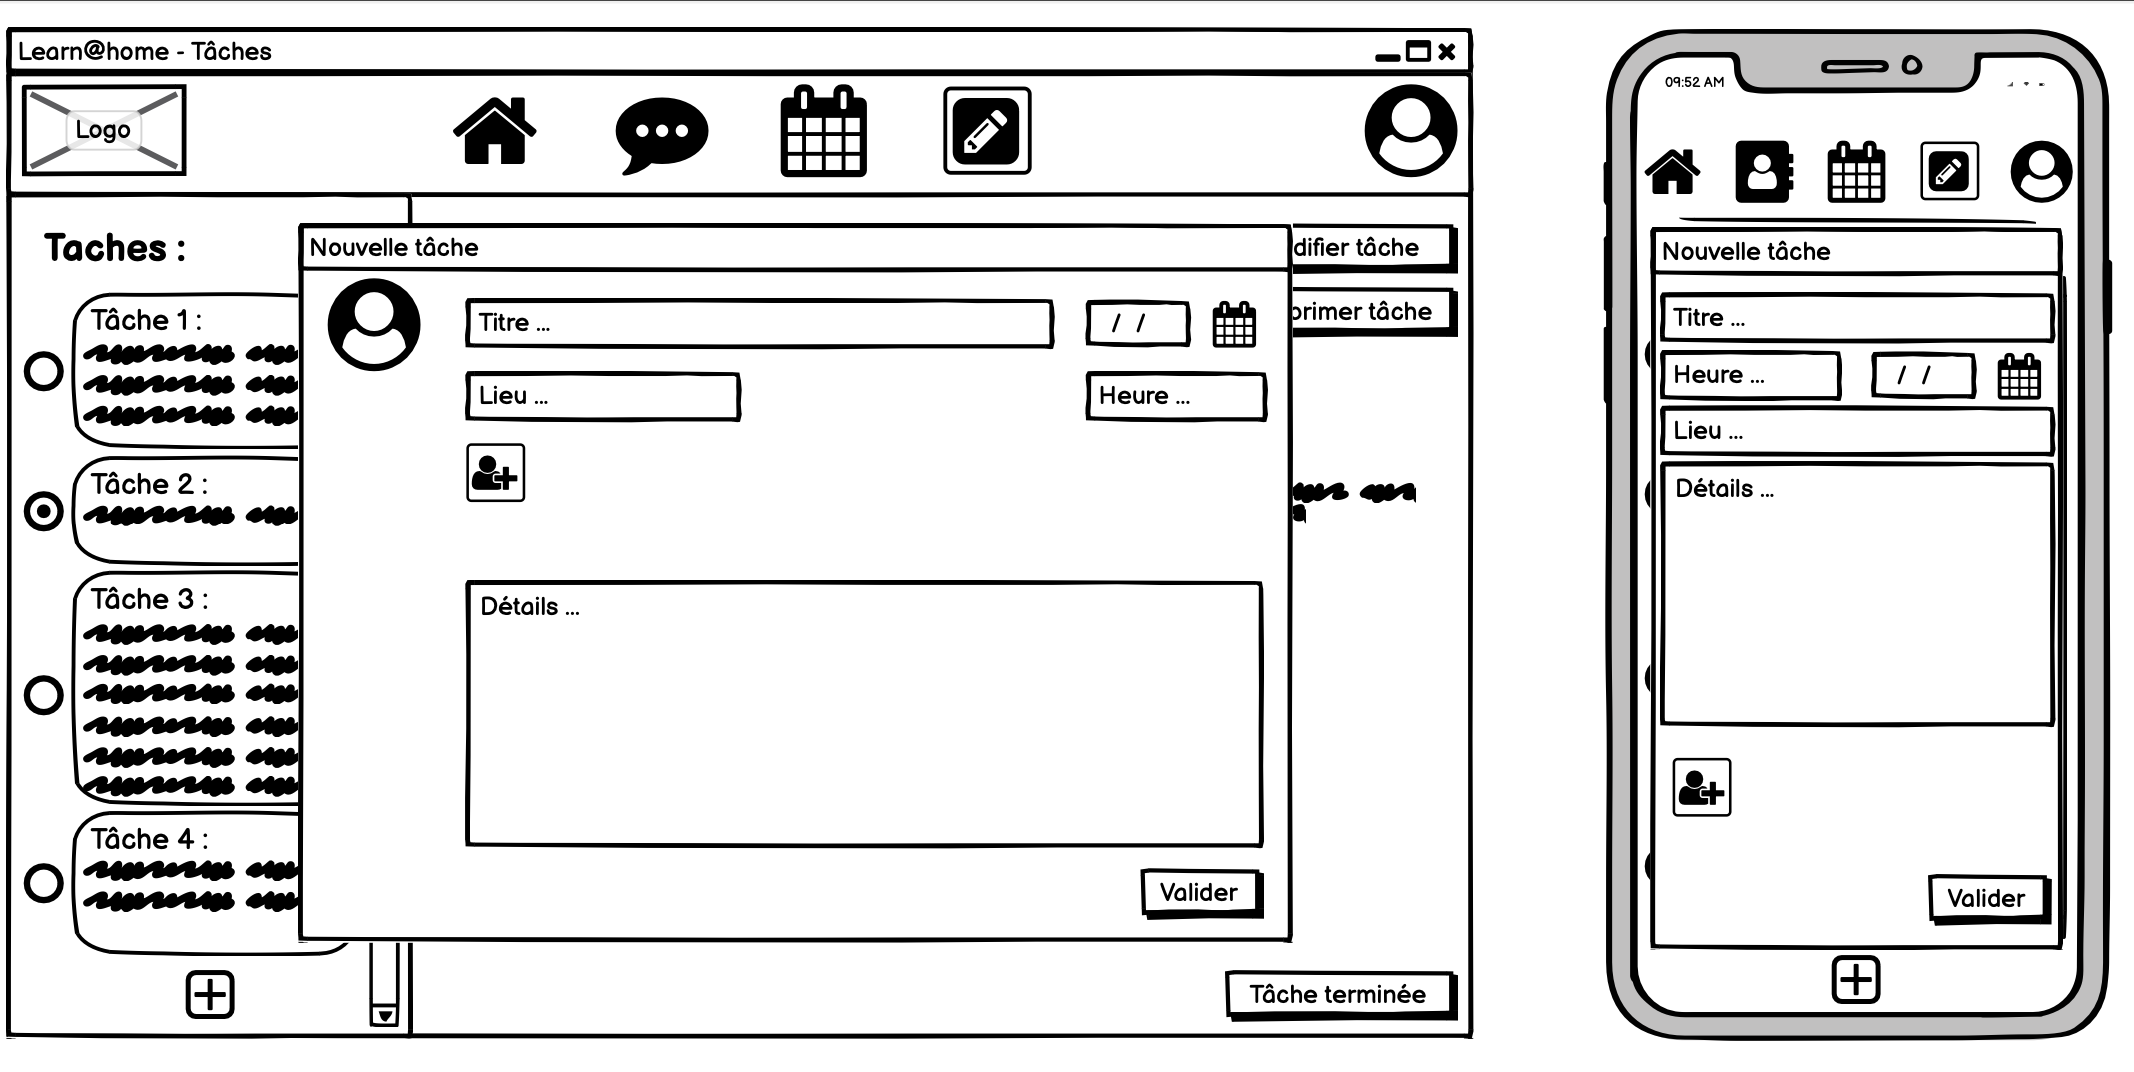 Learn@home - Tâches
Logo
Taches :
Tâche 1 :
Tâche 2 :
Tâche 3 :
Tâche 4 :
Nouvelle tâche
Titre ...
/ /
Lieu ...
Heure ...
Détails ...
Valider
difier tâche
primer tâche
Tâche terminée
09:52 AM
Nouvelle tâche
Titre ...
Heure ...
/ /
Lieu ...
Détails ...
Valider